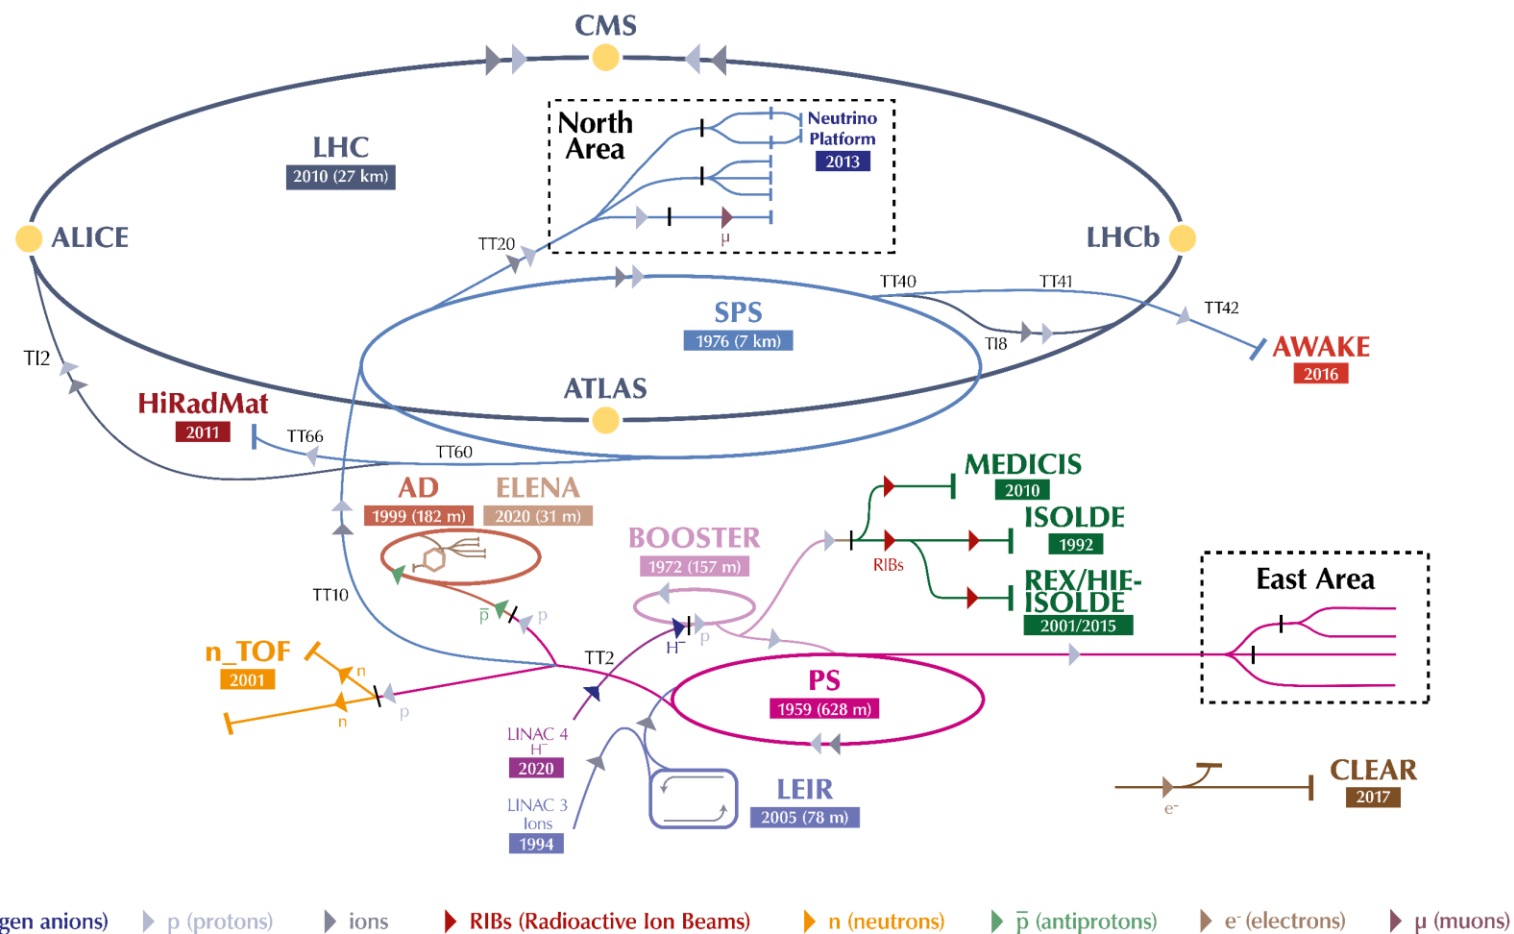 CMS
North
Area
Neutrino
Platform
2013
LHC
2010 (27 km)
μ
ALICE
LHCb
TT20
TT40
TT41
TT42
SPS
1976 (7 km)
TI8
AWAKE
2016
TI2
ATLAS
HiRadMat
2011
TT66
TT60
MEDICIS
2010
AD
1999 (182 m)
ELENA
2020 (31 m)
ISOLDE
1992
BOOSTER
1972 (157 m)
RIBs
REX/HIE-
ISOLDE
2001/2015
East Area
TT10
p̅
p
H⁻
p
n_TOF
2001
n
n
p
TT2
PS
1959 (628 m)
LINAC 4
H⁻
2020
LINAC 3
Ions
1994
LEIR
2005 (78 m)
CLEAR
2017
e⁻
gen anions)
p (protons)
ions
RIBs (Radioactive Ion Beams)
n (neutrons)
p̅ (antiprotons)
e⁻ (electrons)
μ (muons)